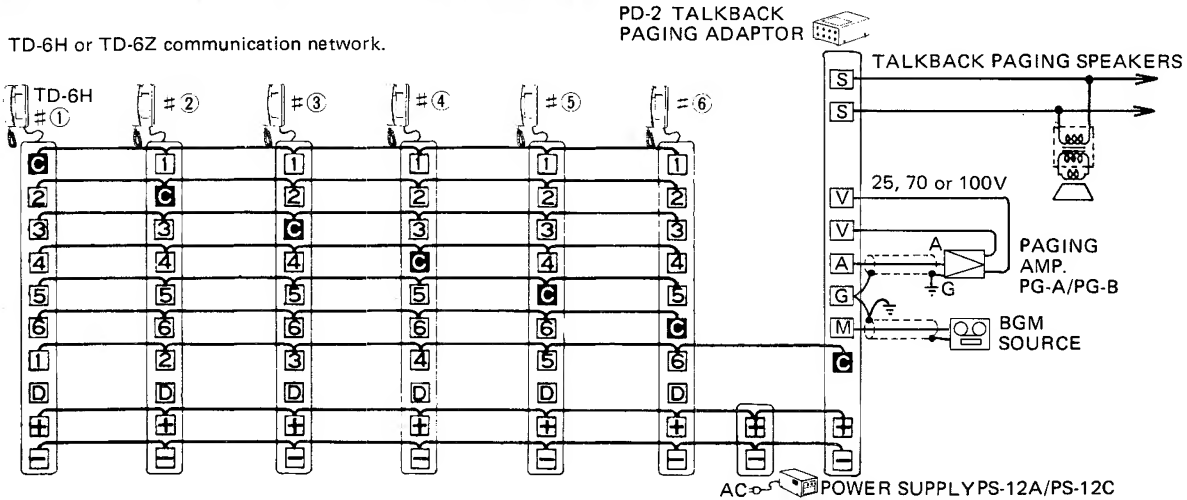 PD-2 TALKBACK
PAGING ADAPTOR
TD-6H or TD-6Z communication network.
TALKBACK PAGING SPEAKERS
TD-6H
#① #② #③ #④ #⑤ #⑥
S
S
C 1 1 1 1 1
2 C 2 2 2 2
3 3 C 3 3 3
4 4 4 C 4 4
5 5 5 5 C 5
6 6 6 6 6 C
1 2 3 4 5 6 C
D D D D D D
+ + + + + + + +
- - - - - - - -
V 25, 70 or 100V
V
A A PAGING
AMP.
G G PG-A/PG-B
M BGM
SOURCE
AC POWER SUPPLY PS-12A/PS-12C